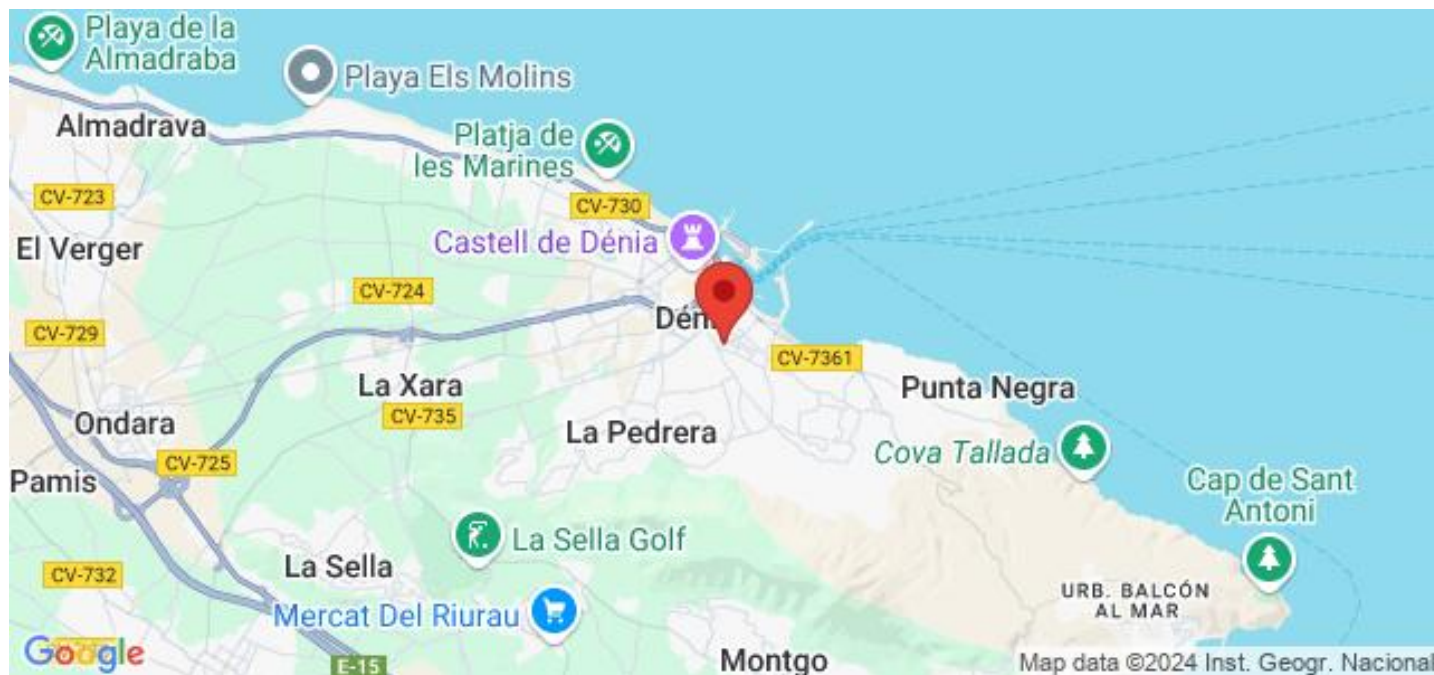 Playa de la
Almadraba
Playa Els Molins
Almadrava
Platja de
les Marines
CV-723
CV-730
El Verger
Castell de Dénia
CV-724
CV-729
CV-7361
La Xara
Punta Negra
CV-735
Ondara
La Pedrera
Cova Tallada
CV-725
Pamis
Cap de Sant
Antoni
La Sella Golf
La Sella
CV-732
URB. BALCÓN
AL MAR
Mercat Del Riurau
Google
E-15
Montgo
Map data ©2024 Inst. Geogr. Nacional